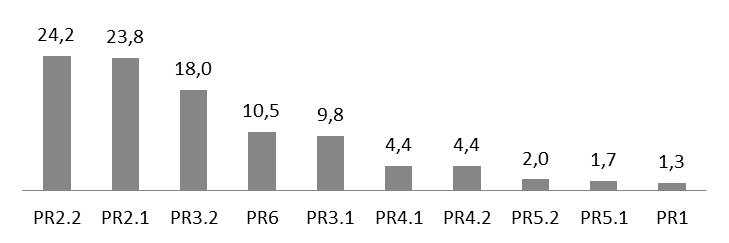 24,2 23,8 18,0 10,5 9,8 4,4 4,4 2,0 1,7 1,3
PR2.2 PR2.1 PR3.2 PR6 PR3.1 PR4.1 PR4.2 PR5.2 PR5.1 PR1